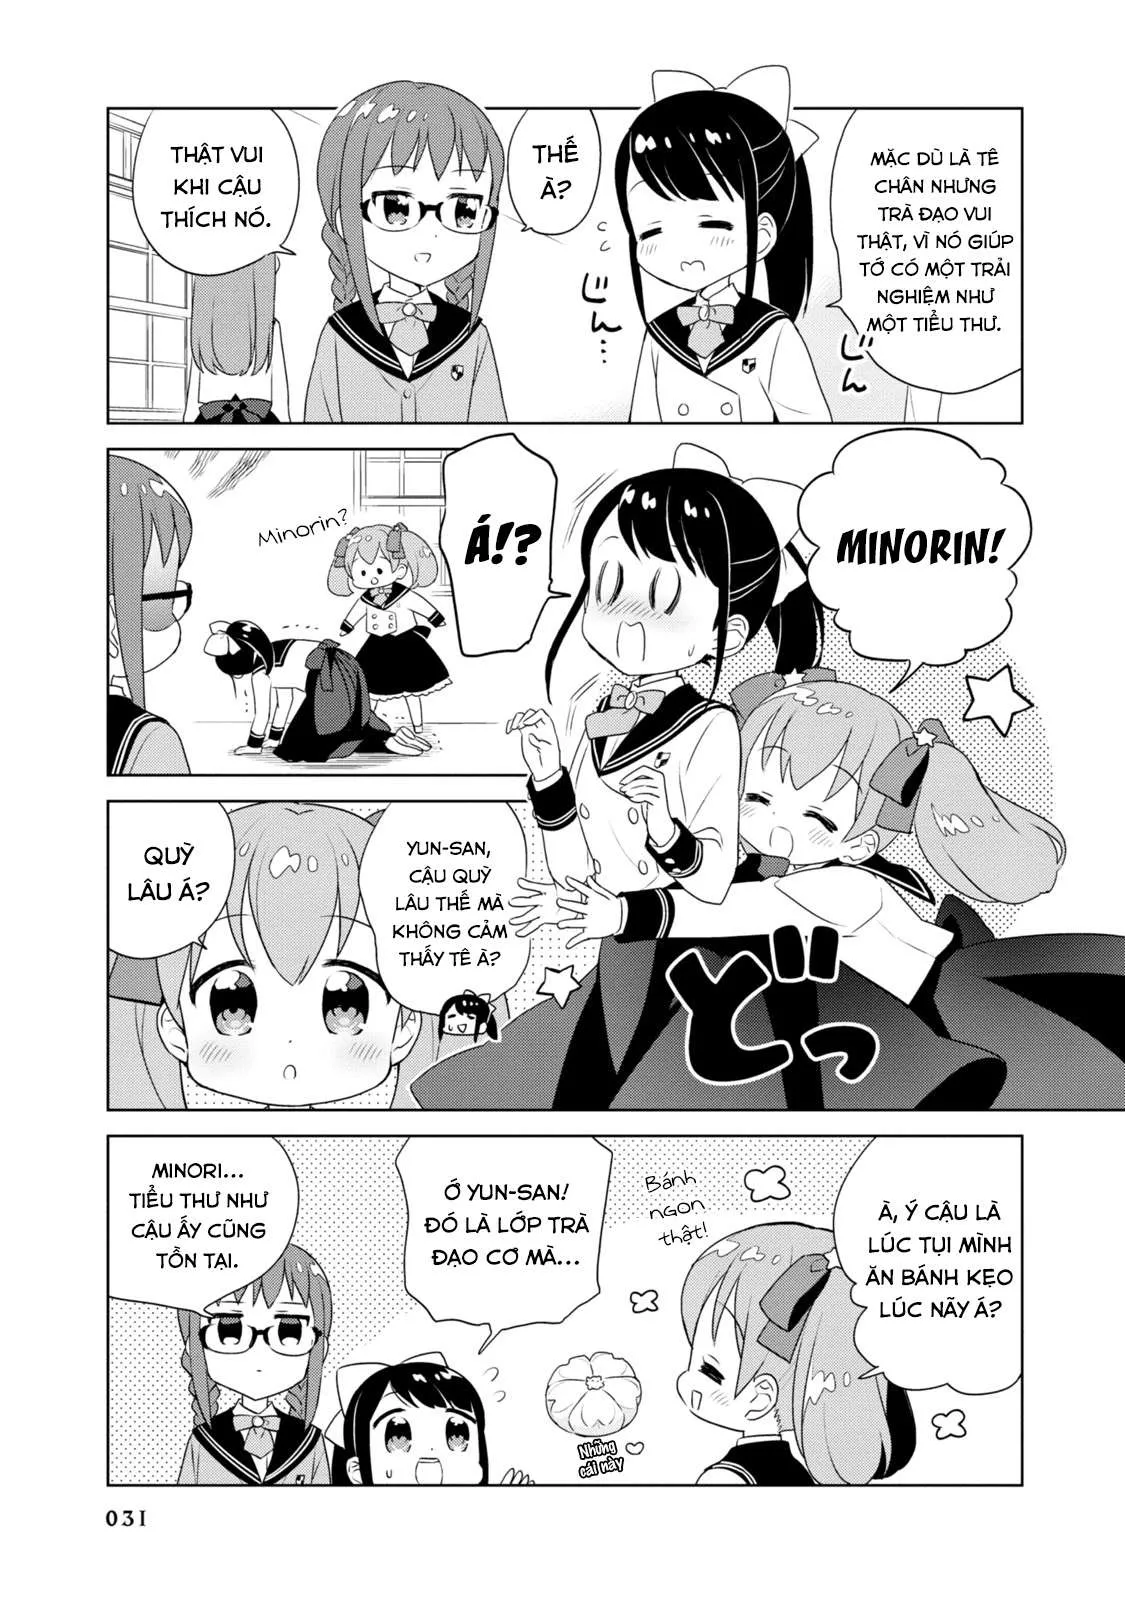 MẶC DÙ LÀ TÊ
CHÂN NHƯNG
TRÀ ĐẠO VUI
THẬT, VÌ NÓ GIÚP
TỚ CÓ MỘT TRẢI
NGHIỆM NHƯ
MỘT TIỂU THƯ.
じん
じん…
THẾ
À?
THẬT VUI
KHI CẬU
THÍCH NÓ.
MINORIN!
Á!?
どっ
Minorin?
YUN-SAN,
CẬU QUỲ
LÂU THẾ MÀ
KHÔNG CẢM
THẤY TÊ À?
QUỲ
LÂU Á?
À, Ý CẬU LÀ
LÚC TỤI MÌNH
ĂN BÁNH KẸO
LÚC NÃY Á?
Bánh
ngon
thật!
Những
cái này
Ớ YUN-SAN!
ĐÓ LÀ LỚP TRÀ
ĐẠO CƠ MÀ...
MINORI...
TIỂU THƯ NHƯ
CẬU ẤY CŨNG
TỒN TẠI.
031